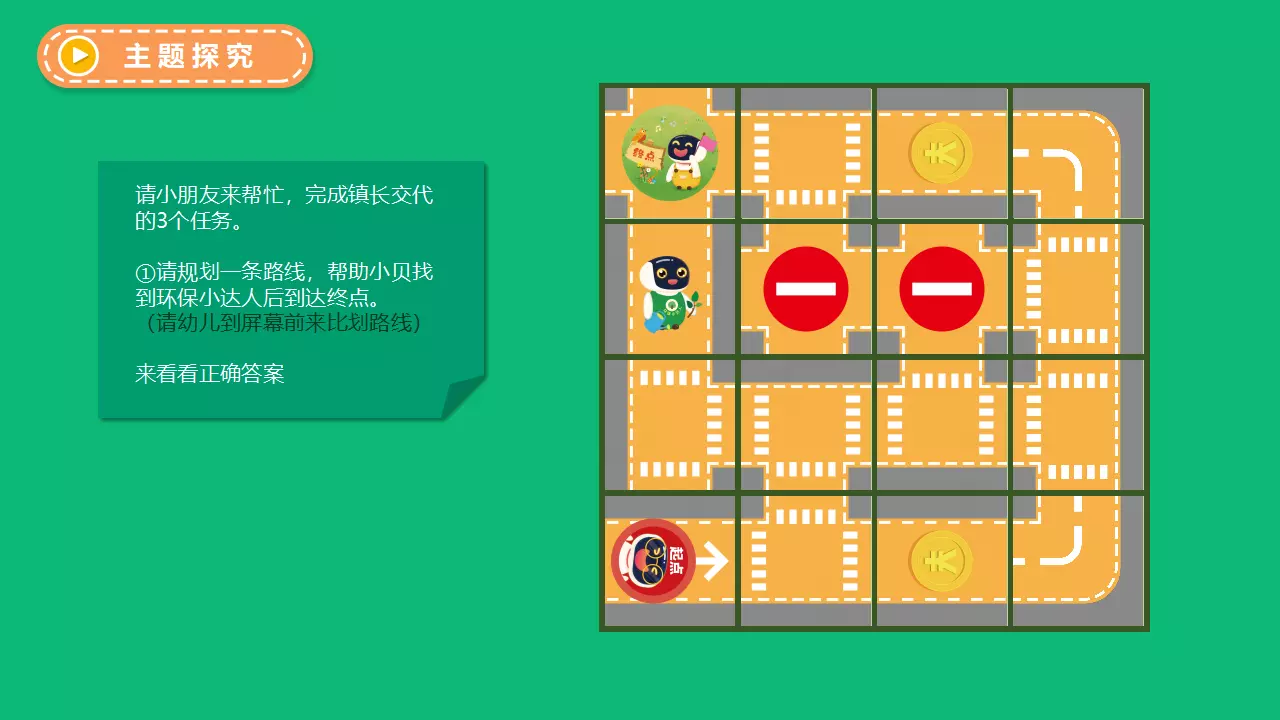 主题探究
请小朋友来帮忙，完成镇长交代
的3个任务。
①请规划一条路线，帮助小贝找
到环保小达人后到达终点。
（请幼儿到屏幕前来比划路线）
来看看正确答案
终点
起点